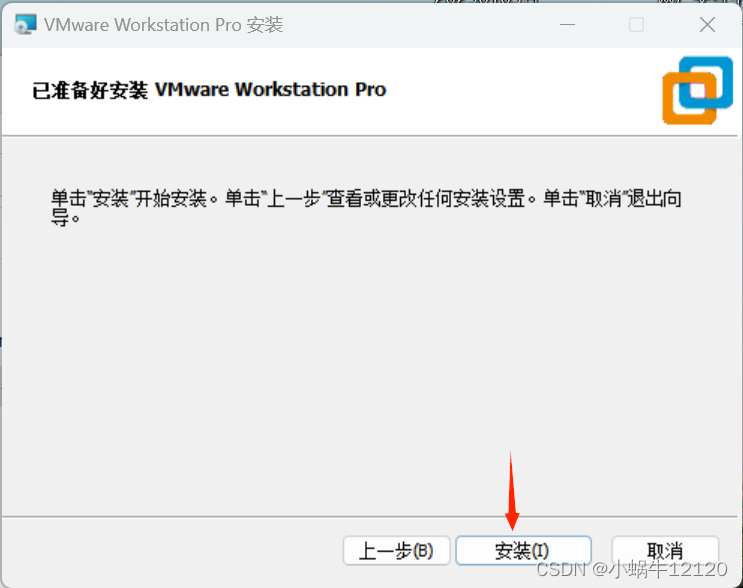 VMware Workstation Pro 安装
已准备好安装 VMware Workstation Pro
单击"安装"开始安装。单击"上一步"查看或更改任何安装设置。单击"取消"退出向
导。
上一步(B) 安装(I) 取消
CSDN @小蜗牛12120